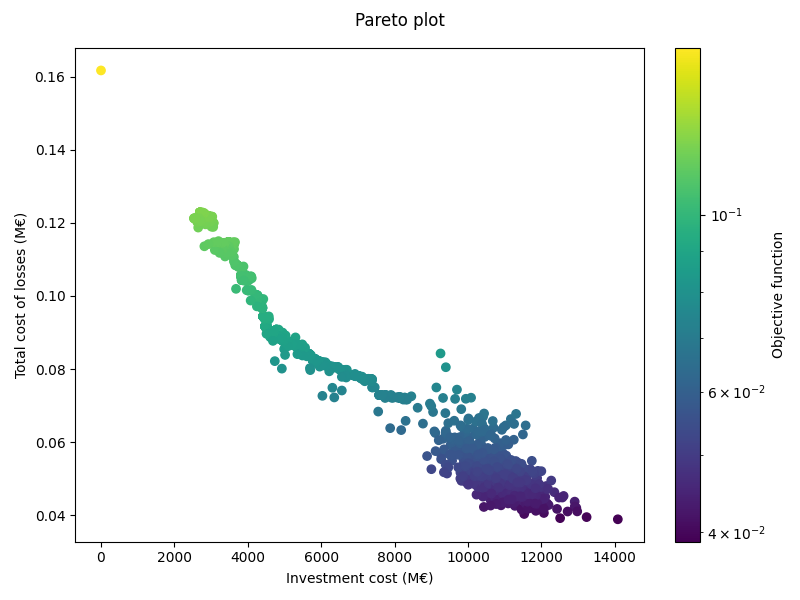 Pareto plot
0.16
0.14
0.12
0.10
0.08
0.06
0.04
Total cost of losses (M€)
0 2000 4000 6000 8000 10000 12000 14000
Investment cost (M€)
10⁻¹
6 × 10⁻²
4 × 10⁻²
Objective function